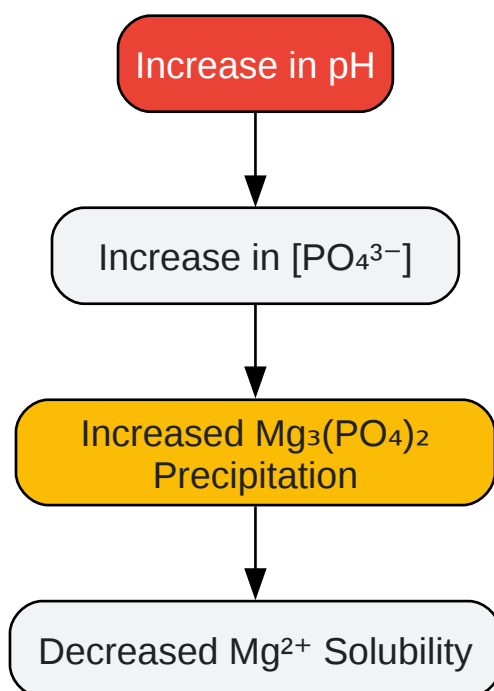 Increase in pH
Increase in [PO₄³⁻]
Increased Mg₃(PO₄)₂
Precipitation
Decreased Mg²⁺ Solubility